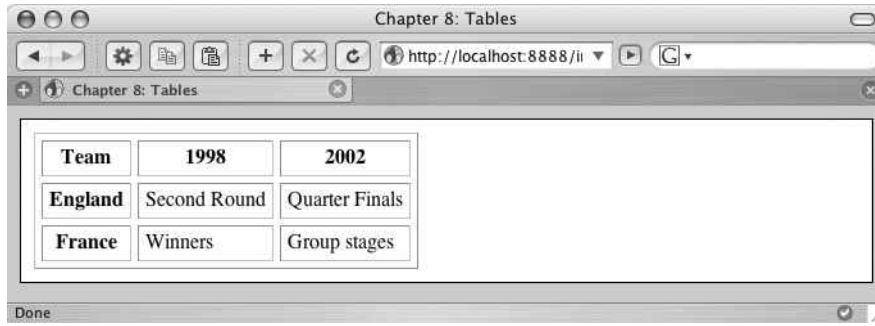 Chapter 8: Tables
http://localhost:8888/i
G
Chapter 8: Tables
Team 1998 2002
England Second Round Quarter Finals
France Winners Group stages
Done